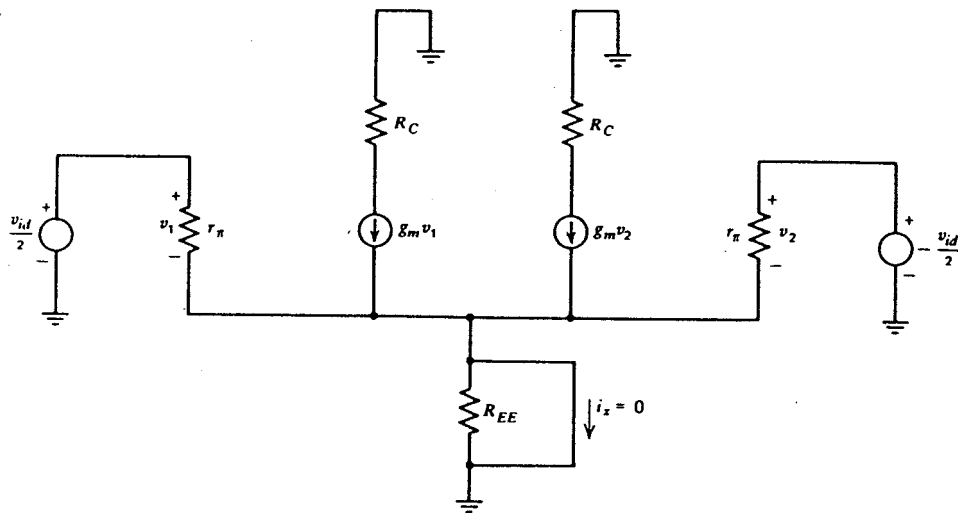 R_C
R_C
+
v_id/2
−
+
v_1
r_π
−
g_m v_1
g_m v_2
r_π
+
v_2
−
+
− v_id/2
−
R_EE
i_x = 0